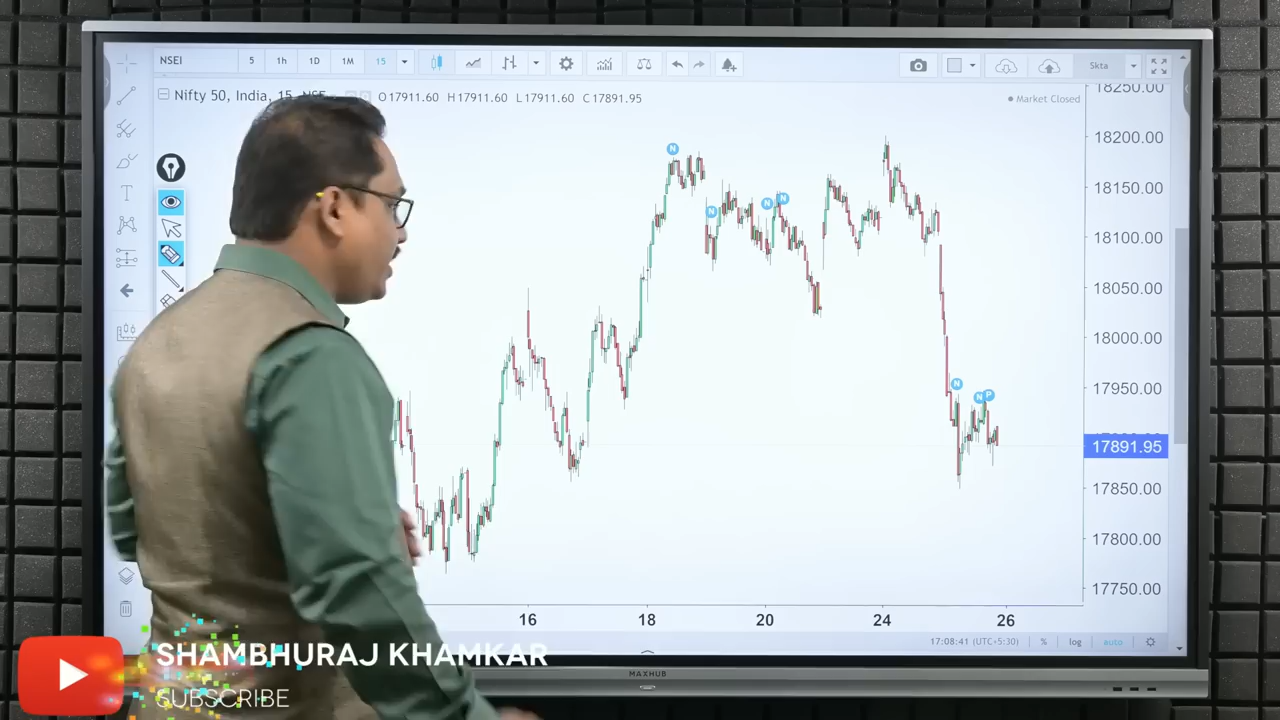 NSEI 5 1h 1D 1M 15 Skta
Nifty 50, India, 15, NSE O17911.60 H17911.60 L17911.60 C17891.95
Market Closed
18250.00
18200.00
18150.00
18100.00
18050.00
18000.00
17950.00
17891.95
17850.00
17800.00
17750.00
N
N
N
N
N
N P
T
16 18 20 24 26
17:08:41 (UTC+5:30) % log auto
MAXHUB
SHAMBHURAJ KHAMKAR
SUBSCRIBE